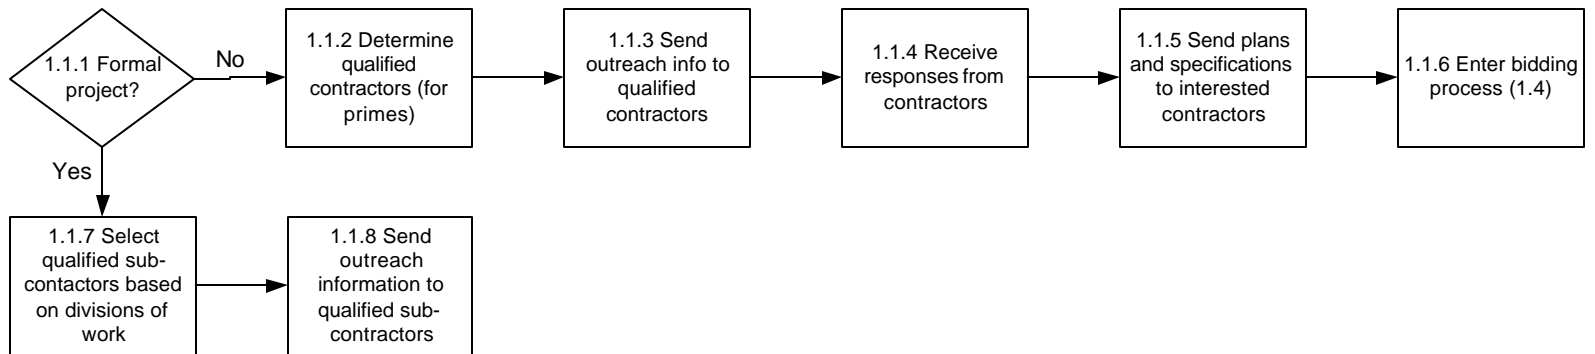 1.1.1 Formal
project?
No
1.1.2 Determine
qualified
contractors (for
primes)
1.1.3 Send
outreach info to
qualified
contractors
1.1.4 Receive
responses from
contractors
1.1.5 Send plans
and specifications
to interested
contractors
1.1.6 Enter bidding
process (1.4)
Yes
1.1.7 Select
qualified sub-
contactors based
on divisions of
work
1.1.8 Send
outreach
information to
qualified sub-
contractors